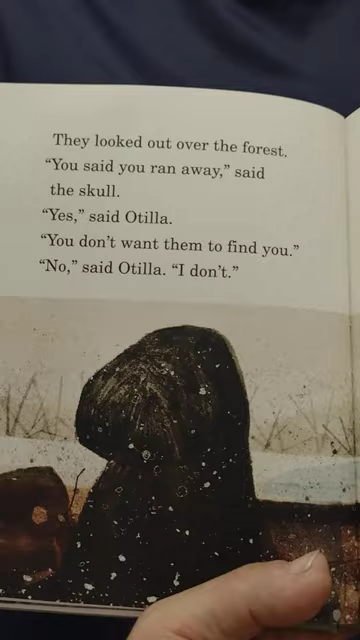 They looked out over the forest.
“You said you ran away,” said
the skull.
“Yes,” said Otilla.
“You don’t want them to find you.”
“No,” said Otilla. “I don’t.”